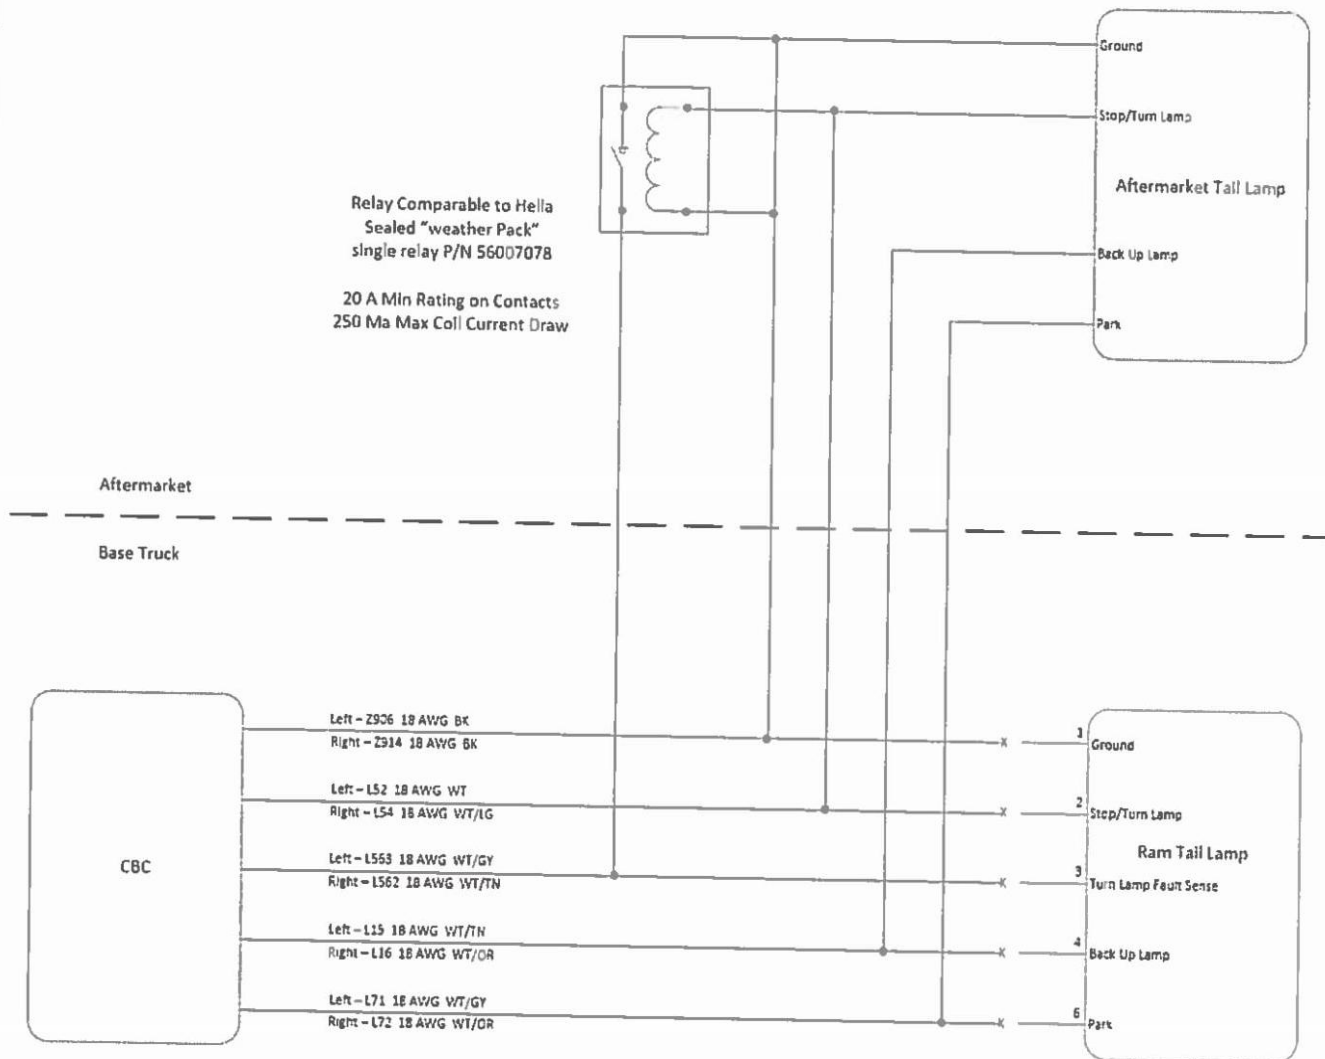 Ground
Stop/Turn Lamp
Aftermarket Tail Lamp
Back Up Lamp
Park
Relay Comparable to Hella
Sealed "weather Pack"
single relay P/N 56007078
20 A Min Rating on Contacts
250 Ma Max Coil Current Draw
Aftermarket
Base Truck
CBC
Left – Z906 18 AWG BK
Right – Z914 18 AWG BK
Left – L52 18 AWG WT
Right – L54 18 AWG WT/LG
Left – L563 18 AWG WT/GY
Right – L562 18 AWG WT/TN
Left – L15 18 AWG WT/TN
Right – L16 18 AWG WT/OR
Left – L71 18 AWG WT/GY
Right – L72 18 AWG WT/OR
X
X
X
X
X
1
Ground
2
Stop/Turn Lamp
Ram Tail Lamp
3
Turn Lamp Fault Sense
4
Back Up Lamp
6
Park